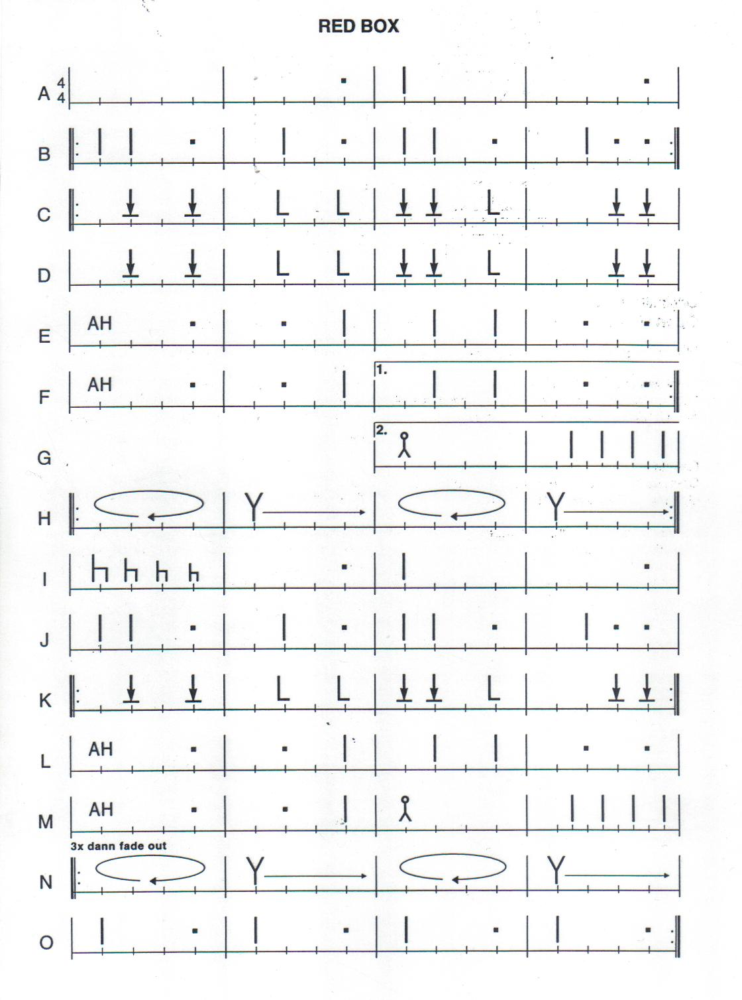 RED BOX
A 4
4
B
C L L L
D L L L
E AH
F AH 1.
G 2.
H Y Y
I h h h h
J
K L L L
L AH
M AH
3x dann fade out
N Y Y
O